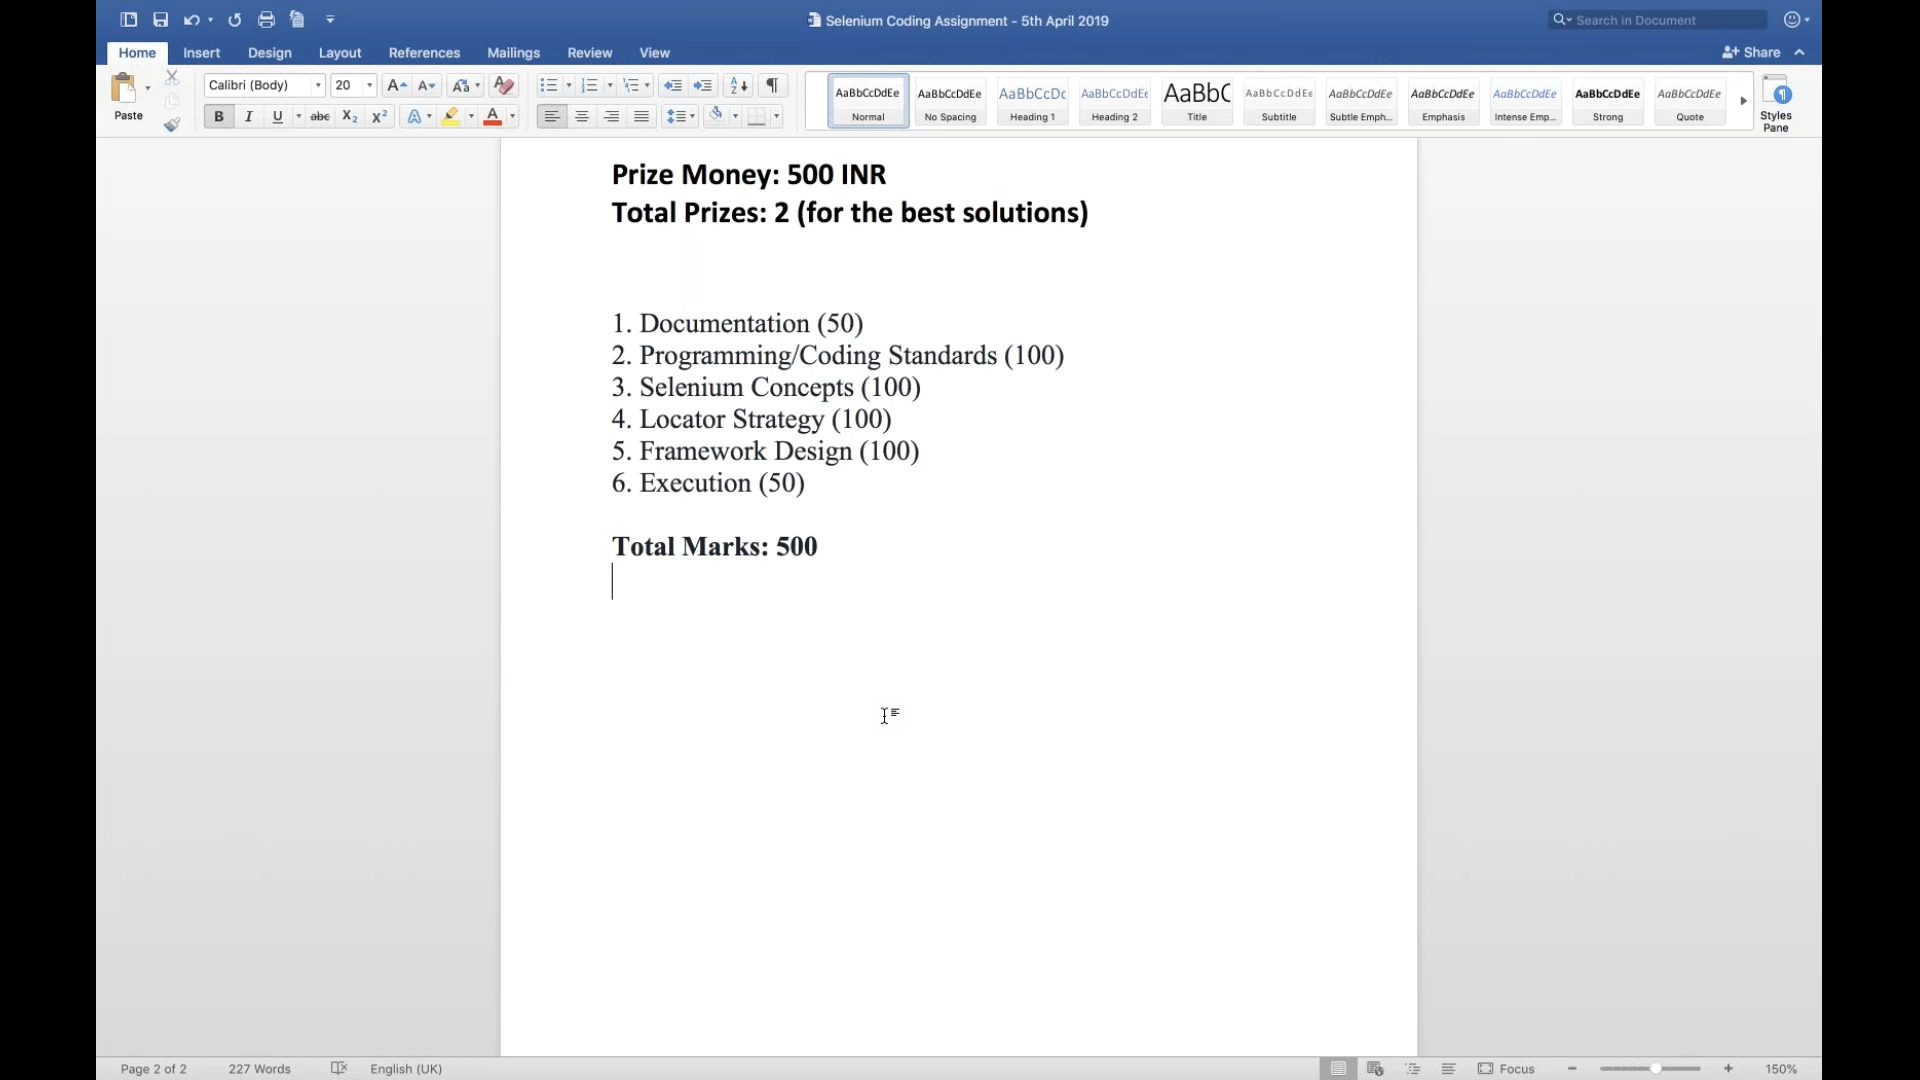 Selenium Coding Assignment - 5th April 2019
Search in Document
Home Insert Design Layout References Mailings Review View
Share
Paste
Calibri (Body) 20
B I U abc X2 X2 A A
AaBbCcDdEe AaBbCcDdEe AaBbCcDc AaBbCcDdEe AaBbC AaBbCcDdEe AaBbCcDdEe AaBbCcDdEe AaBbCcDdEe AaBbCcDdEe AaBbCcDdEe
Normal No Spacing Heading 1 Heading 2 Title Subtitle Subtle Emph... Emphasis Intense Emp... Strong Quote
Styles
Pane
Prize Money: 500 INR
Total Prizes: 2 (for the best solutions)
1. Documentation (50)
2. Programming/Coding Standards (100)
3. Selenium Concepts (100)
4. Locator Strategy (100)
5. Framework Design (100)
6. Execution (50)
Total Marks: 500
Page 2 of 2 227 Words English (UK) Focus 150%